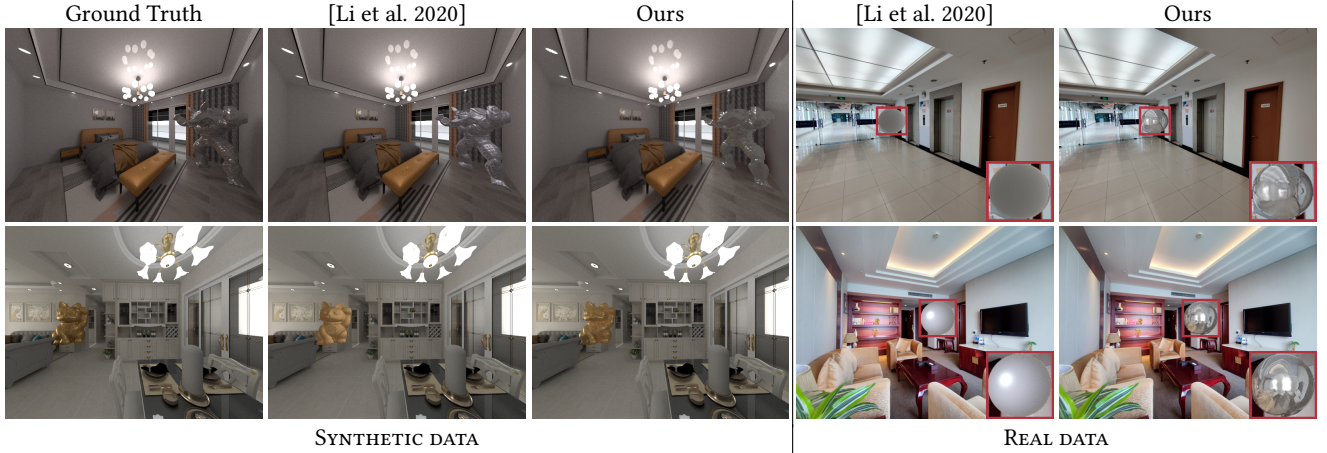 Ground Truth
[Li et al. 2020]
Ours
[Li et al. 2020]
Ours
Synthetic data
Real data